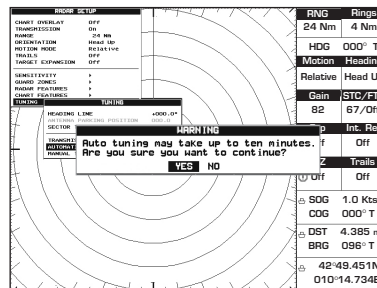 RADAR SETUP
CHART OVERLAY Off
TRANSMISSION On
RANGE 24 NM
ORIENTATION Head Up
MOTION MODE Relative
TRAILS Off
TARGET EXPANSION Off
SENSITIVITY
GUARD ZONES
RADAR FEATURES
CHART FEATURES
TUNING
TUNING
HEADING LINE +000.0°
ANTENNA PARKING POSITION 000.0
SECTOR
TRANSMIS
AUTOMAT
MANUAL
WARNING
Auto tuning may take up to ten minutes.
Are you sure you want to continue?
YES NO
RNG Rings
24 Nm 4 Nm
HDG 000° T
Motion Headin
Relative Head U
Gain STC/FT
82 67/Off
p Int. Re
Off
Z Trails
Off Off
SOG 1.0 Kts
COG 000° T
DST 4.385 n
BRG 096° T
42°49.451N
010°14.734E